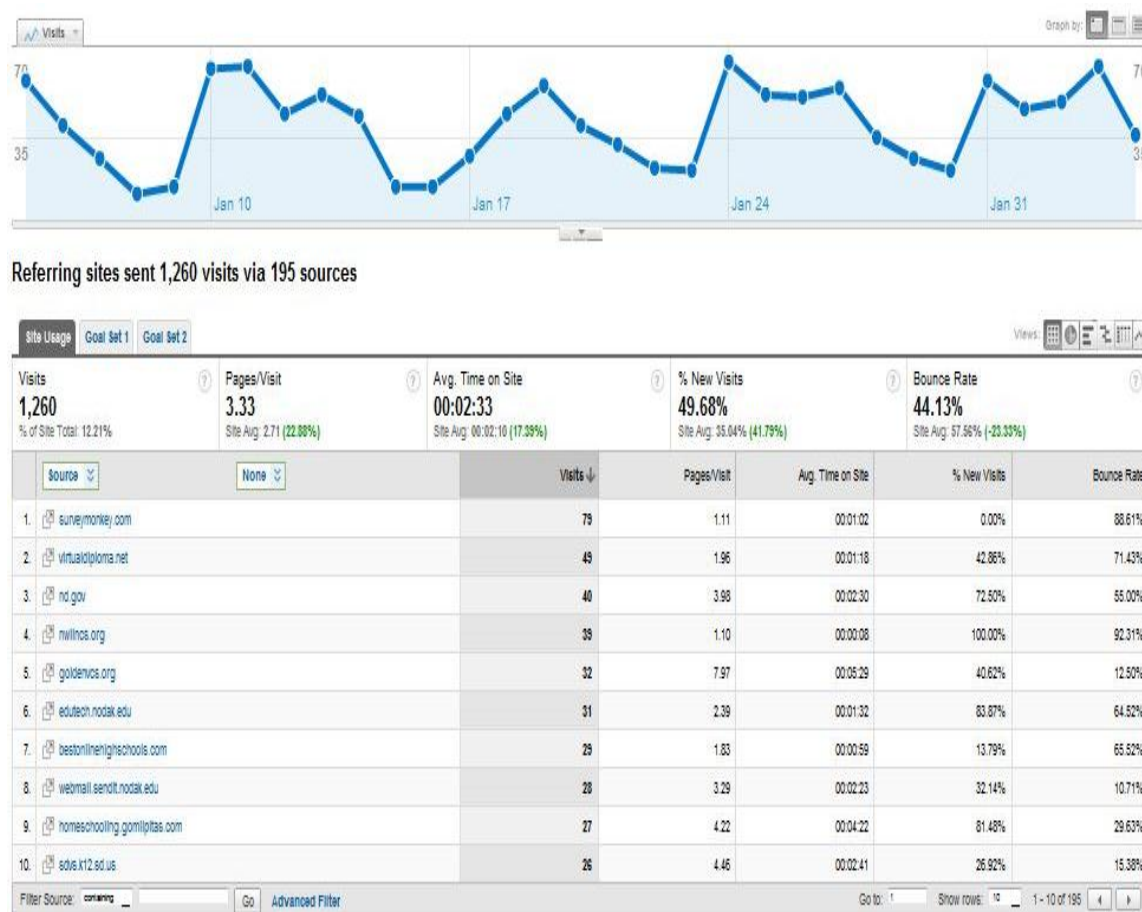 Visits
Graph by:
70 70
35 35
Jan 10 Jan 17 Jan 24 Jan 31
Referring sites sent 1,260 visits via 195 sources
Site Usage Goal Set 1 Goal Set 2
Views:
Visits ? Pages/Visit ? Avg. Time on Site ? % New Visits ? Bounce Rate ?
1,260 3.33 00:02:33 49.68% 44.13%
% of Site Total: 12.21% Site Avg: 2.71 (22.88%) Site Avg: 00:02:10 (17.39%) Site Avg: 35.04% (41.79%) Site Avg: 57.56% (-23.33%)
Source None Visits Pages/Visit Avg. Time on Site % New Visits Bounce Rate
1. surveymonkey.com 79 1.11 00:01:02 0.00% 88.61%
2. virtualdiploma.net 49 1.96 00:01:18 42.86% 71.43%
3. nd.gov 40 3.98 00:02:30 72.50% 55.00%
4. 39 1.10 00:00:08 100.00% 92.31%
5. goldenvcs.org 32 7.97 00:05:29 40.62% 12.50%
6. edutech.nodak.edu 31 2.39 00:01:32 83.87% 64.52%
7. bestonlinehighschools.com 29 1.83 00:00:59 13.79% 65.52%
8. webmail.sendit.nodak.edu 28 3.29 00:02:23 32.14% 10.71%
9. homeschooling.gomilpitas.com 27 4.22 00:04:22 81.48% 29.63%
10. sdvs.k12.sd.us 26 4.46 00:02:41 26.92% 15.38%
Filter Source: containing Go Advanced Filter Go to: 1 Show rows: 10 1 - 10 of 195